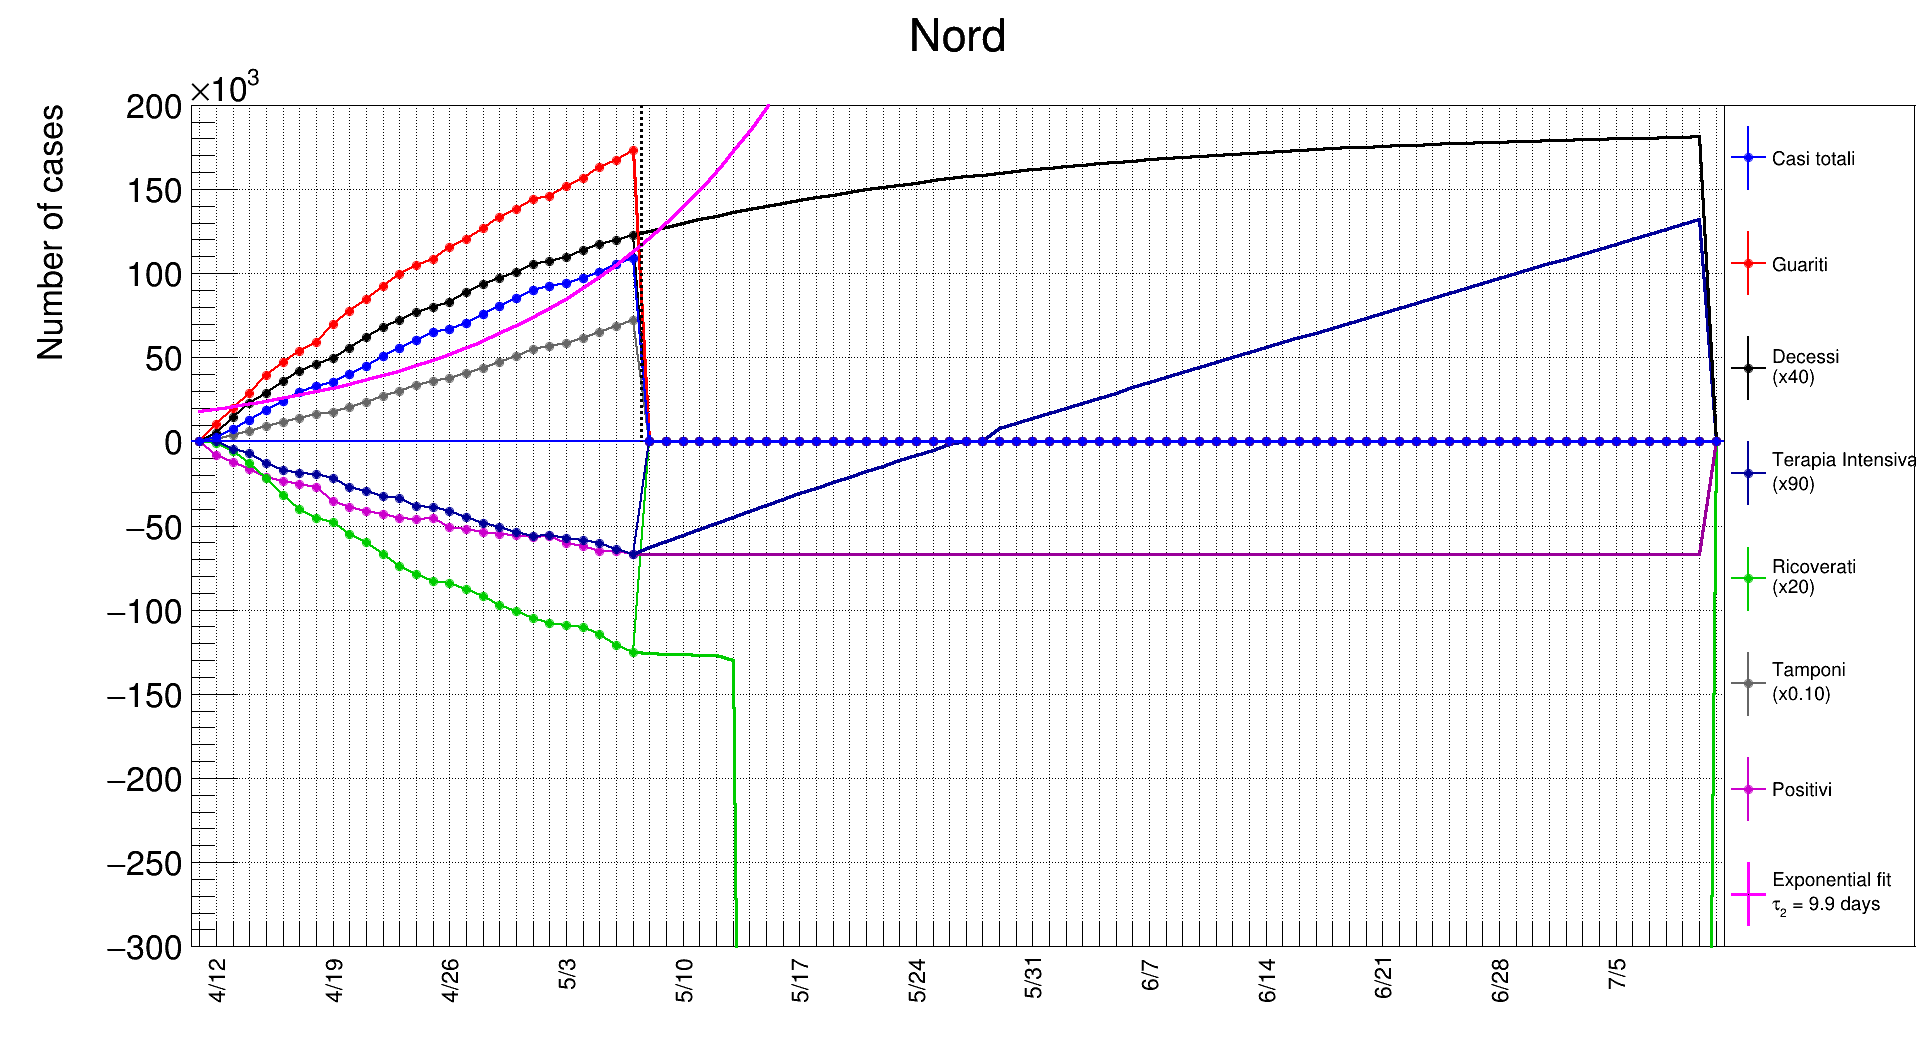 Nord
×10³
Number of cases
200
150
100
50
0
−50
−100
−150
−200
−250
−300
4/12
4/19
4/26
5/3
5/10
5/17
5/24
5/31
6/7
6/14
6/21
6/28
7/5
Casi totali
Guariti
Decessi
(x40)
Terapia Intensiva
(x90)
Ricoverati
(x20)
Tamponi
(x0.10)
Positivi
Exponential fit
τ₂ = 9.9 days